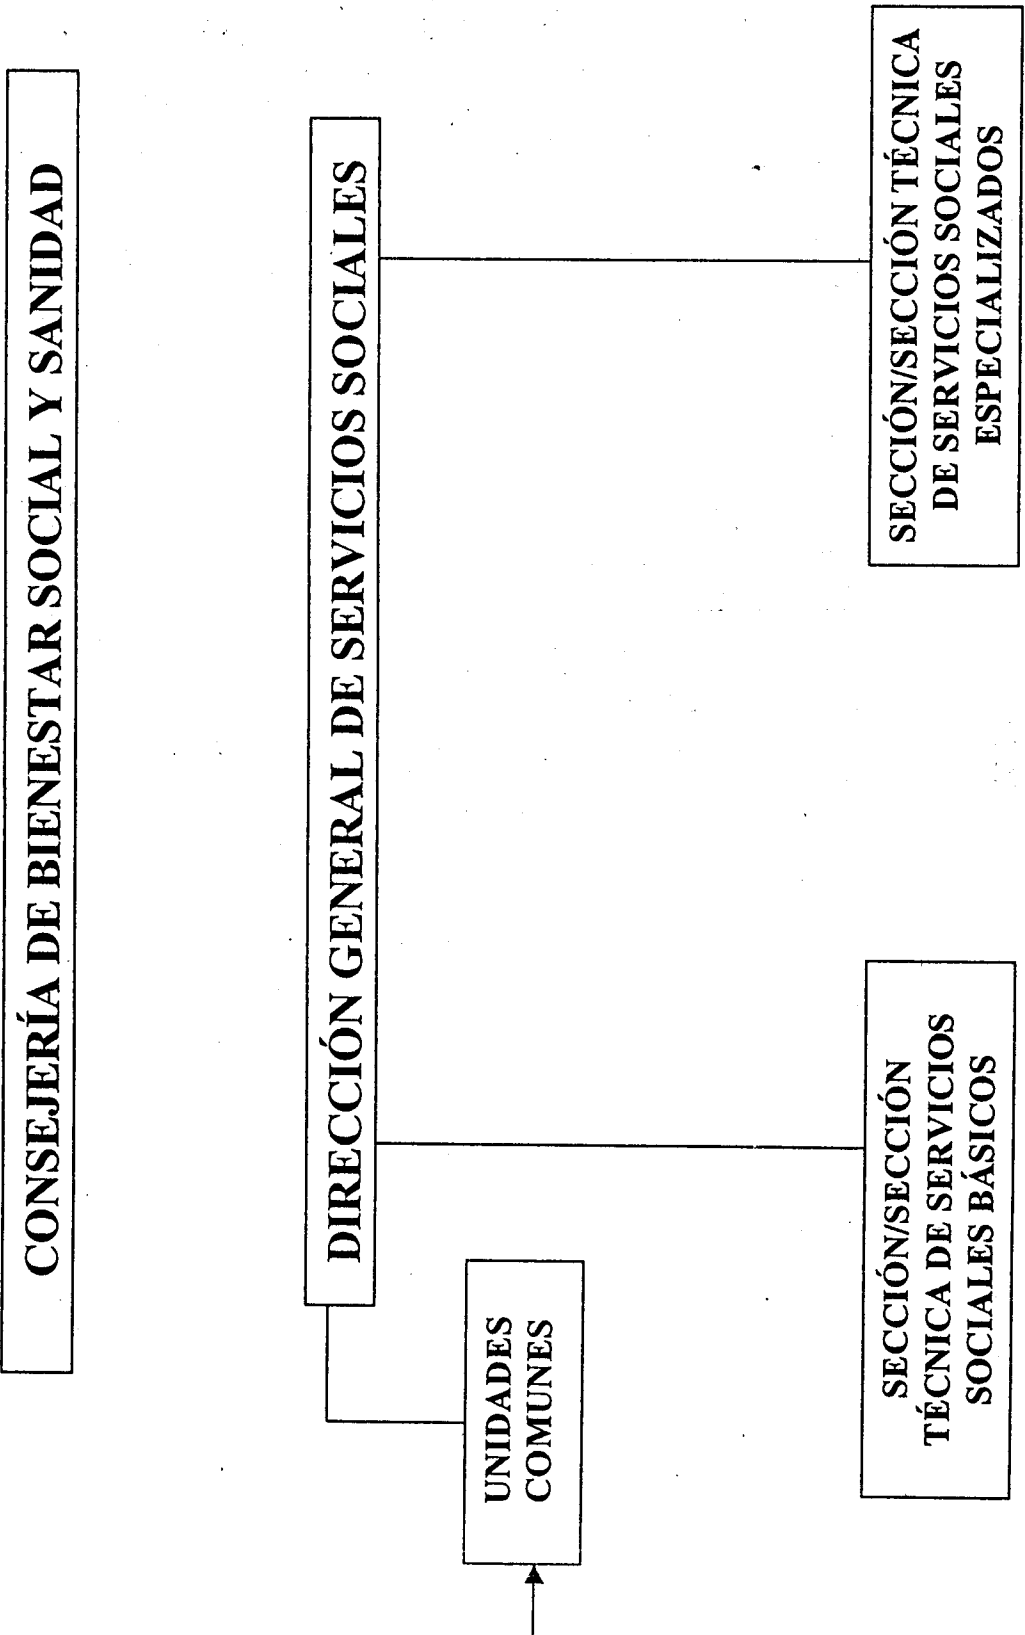 CONSEJERÍA DE BIENESTAR SOCIAL Y SANIDAD
DIRECCIÓN GENERAL DE SERVICIOS SOCIALES
UNIDADES
COMUNES
SECCIÓN/SECCIÓN
TÉCNICA DE SERVICIOS
SOCIALES BÁSICOS
SECCIÓN/SECCIÓN TÉCNICA
DE SERVICIOS SOCIALES
ESPECIALIZADOS